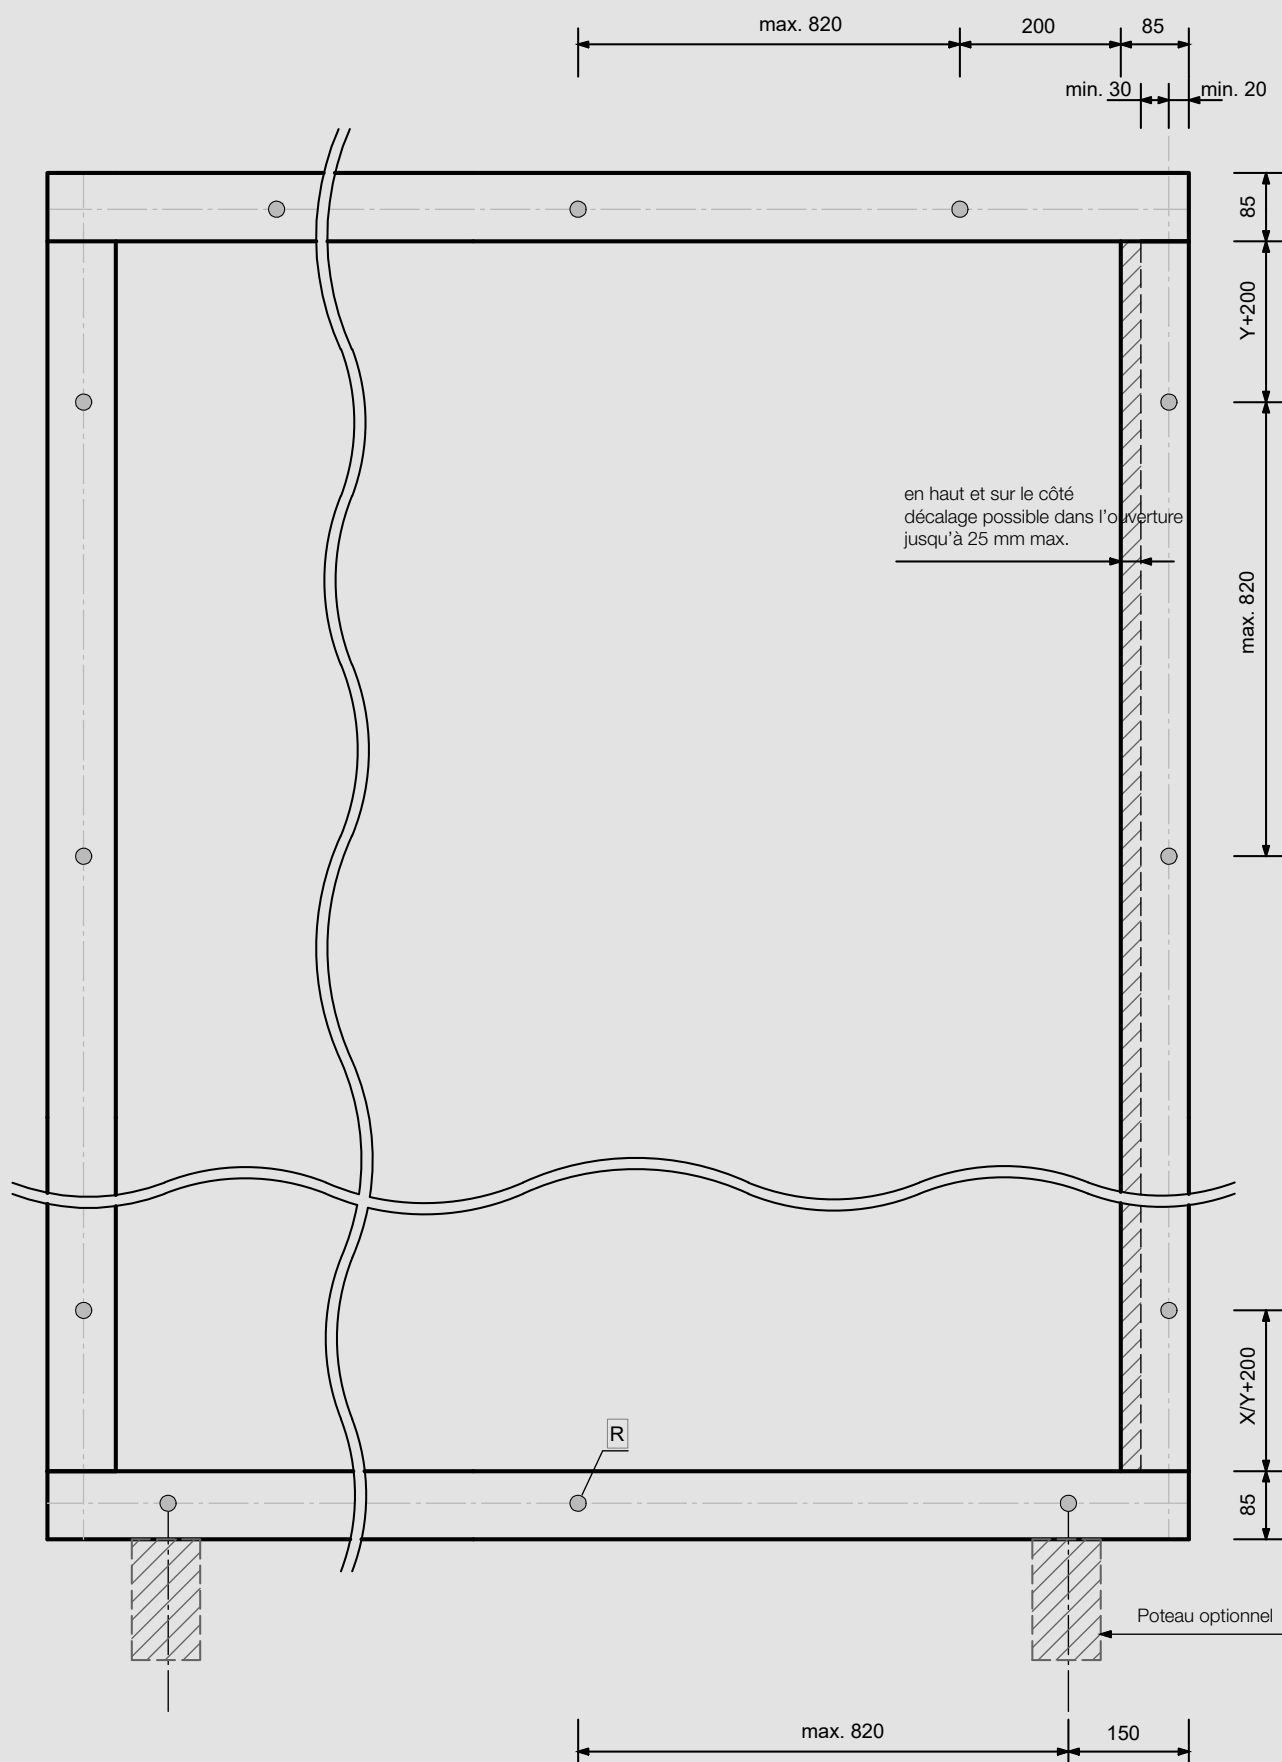 max. 820
200
85
min. 30
min. 20
85
Y+200
en haut et sur le côté
décalage possible dans l'ouverture
jusqu'à 25 mm max.
max. 820
X/Y+200
R
85
Poteau optionnel
max. 820
150